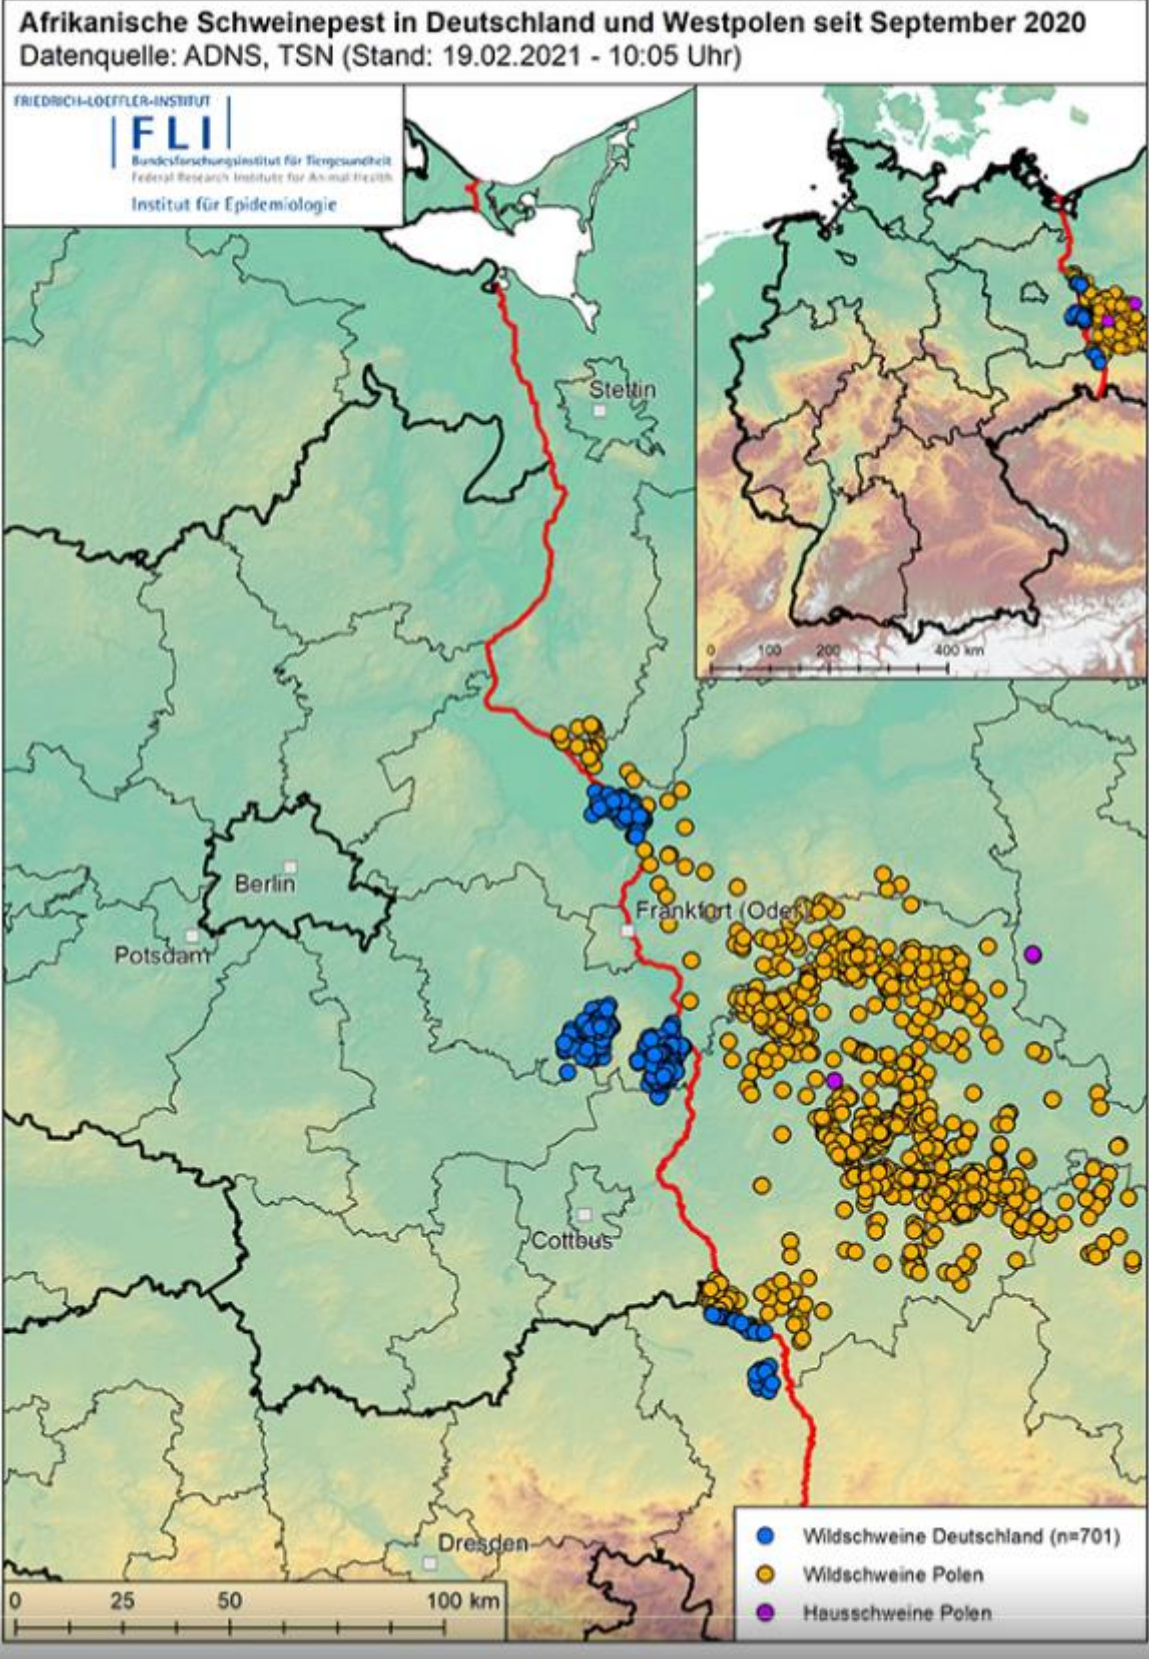 Afrikanische Schweinepest in Deutschland und Westpolen seit September 2020
Datenquelle: ADNS, TSN (Stand: 19.02.2021 - 10:05 Uhr)
FRIEDRICH-LOEFFLER-INSTITUT
FLI
Bundesforschungsinstitut für Tiergesundheit
Federal Research Institute for Animal Health
Institut für Epidemiologie
Stettin
0 100 200 400 km
Berlin
Frankfurt (Oder)
Potsdam
Cottbus
Dresden
Wildschweine Deutschland (n=701)
Wildschweine Polen
Hausschweine Polen
0 25 50 100 km